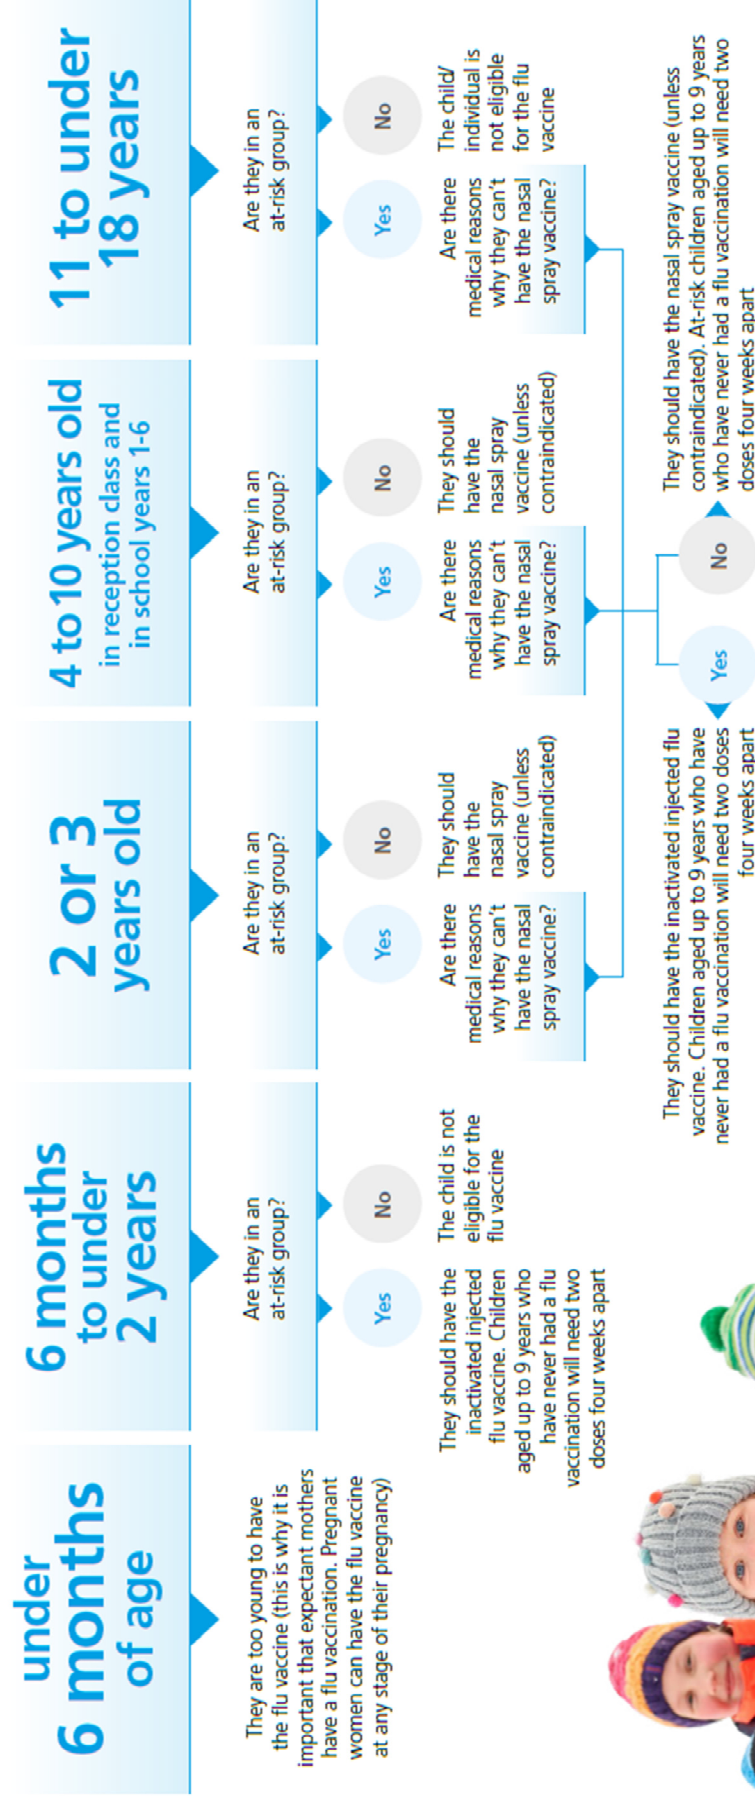 under
6 months
of age
They are too young to have
the flu vaccine (this is why it is
important that expectant mothers
have a flu vaccination. Pregnant
women can have the flu vaccine
at any stage of their pregnancy)
6 months
to under
2 years
Are they in an
at-risk group?
Yes
No
They should have the
inactivated injected
flu vaccine. Children
aged up to 9 years who
have never had a flu
vaccination will need two
doses four weeks apart
The child is not
eligible for the
flu vaccine
2 or 3
years old
Are they in an
at-risk group?
Yes
No
Are there
medical reasons
why they can't
have the nasal
spray vaccine?
They should
have the
nasal spray
vaccine (unless
contraindicated)
4 to 10 years old
in reception class and
in school years 1-6
Are they in an
at-risk group?
Yes
No
Are there
medical reasons
why they can't
have the nasal
spray vaccine?
They should
have the
nasal spray
vaccine (unless
contraindicated)
11 to under
18 years
Are they in an
at-risk group?
Yes
No
Are there
medical reasons
why they can't
have the nasal
spray vaccine?
The child/
individual is
not eligible
for the flu
vaccine
Yes
No
They should have the inactivated injected flu
vaccine. Children aged up to 9 years who have
never had a flu vaccination will need two doses
four weeks apart
They should have the nasal spray vaccine (unless
contraindicated). At-risk children aged up to 9 years
who have never had a flu vaccination will need two
doses four weeks apart